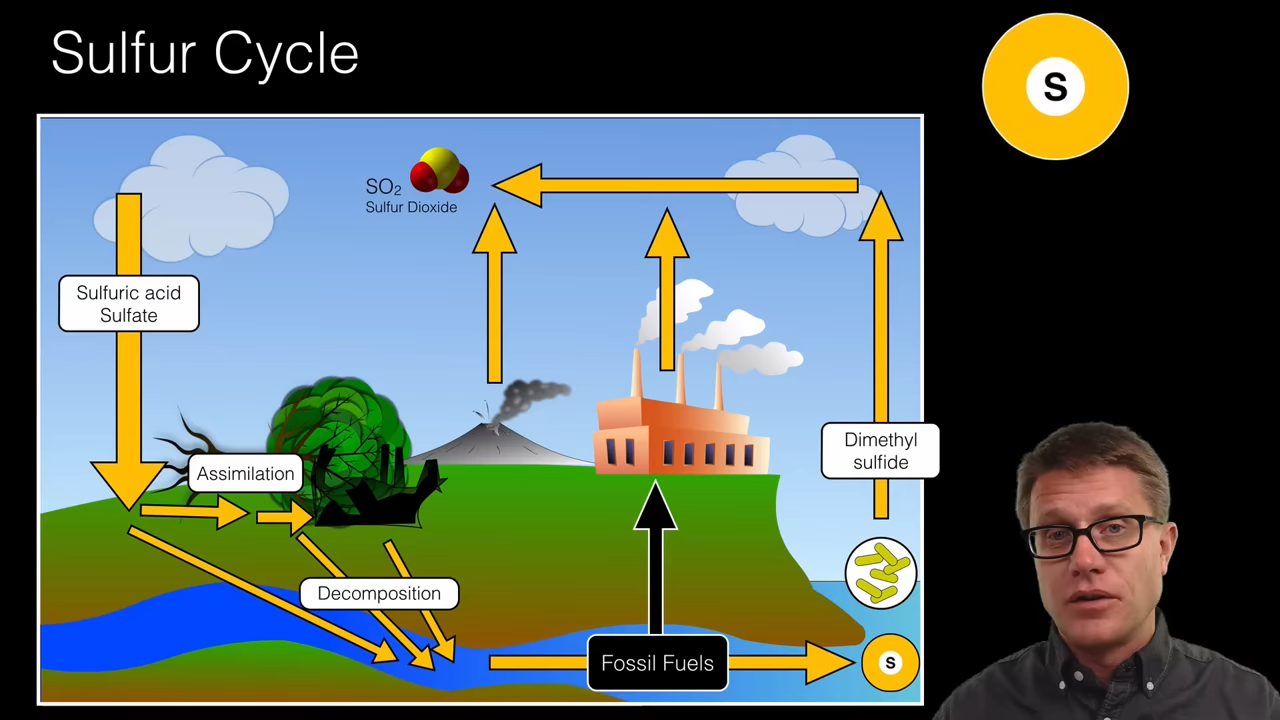 Sulfur Cycle
S
SO₂
Sulfur Dioxide
Sulfuric acid
Sulfate
Dimethyl
sulfide
Assimilation
Decomposition
Fossil Fuels
S